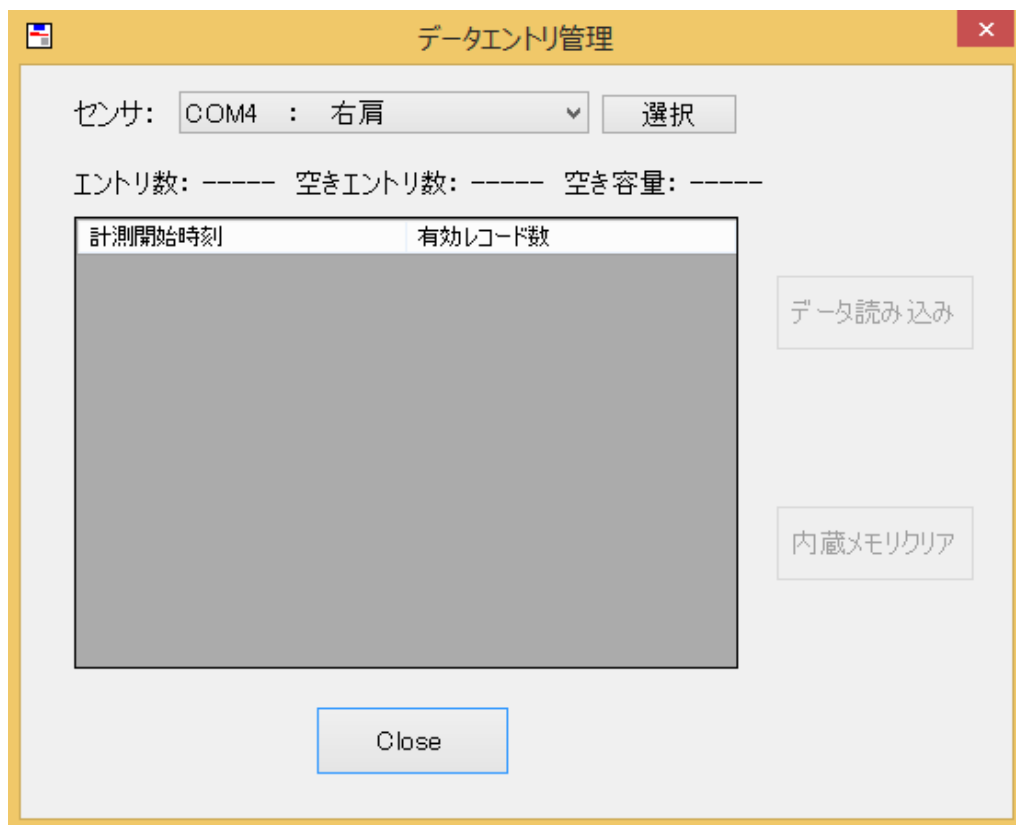 データエントリ管理
センサ: COM4 : 右肩 選択
エントリ数: ----- 空きエントリ数: ----- 空き容量: -----
計測開始時刻 有効レコード数
データ読み込み
内蔵メモリクリア
Close